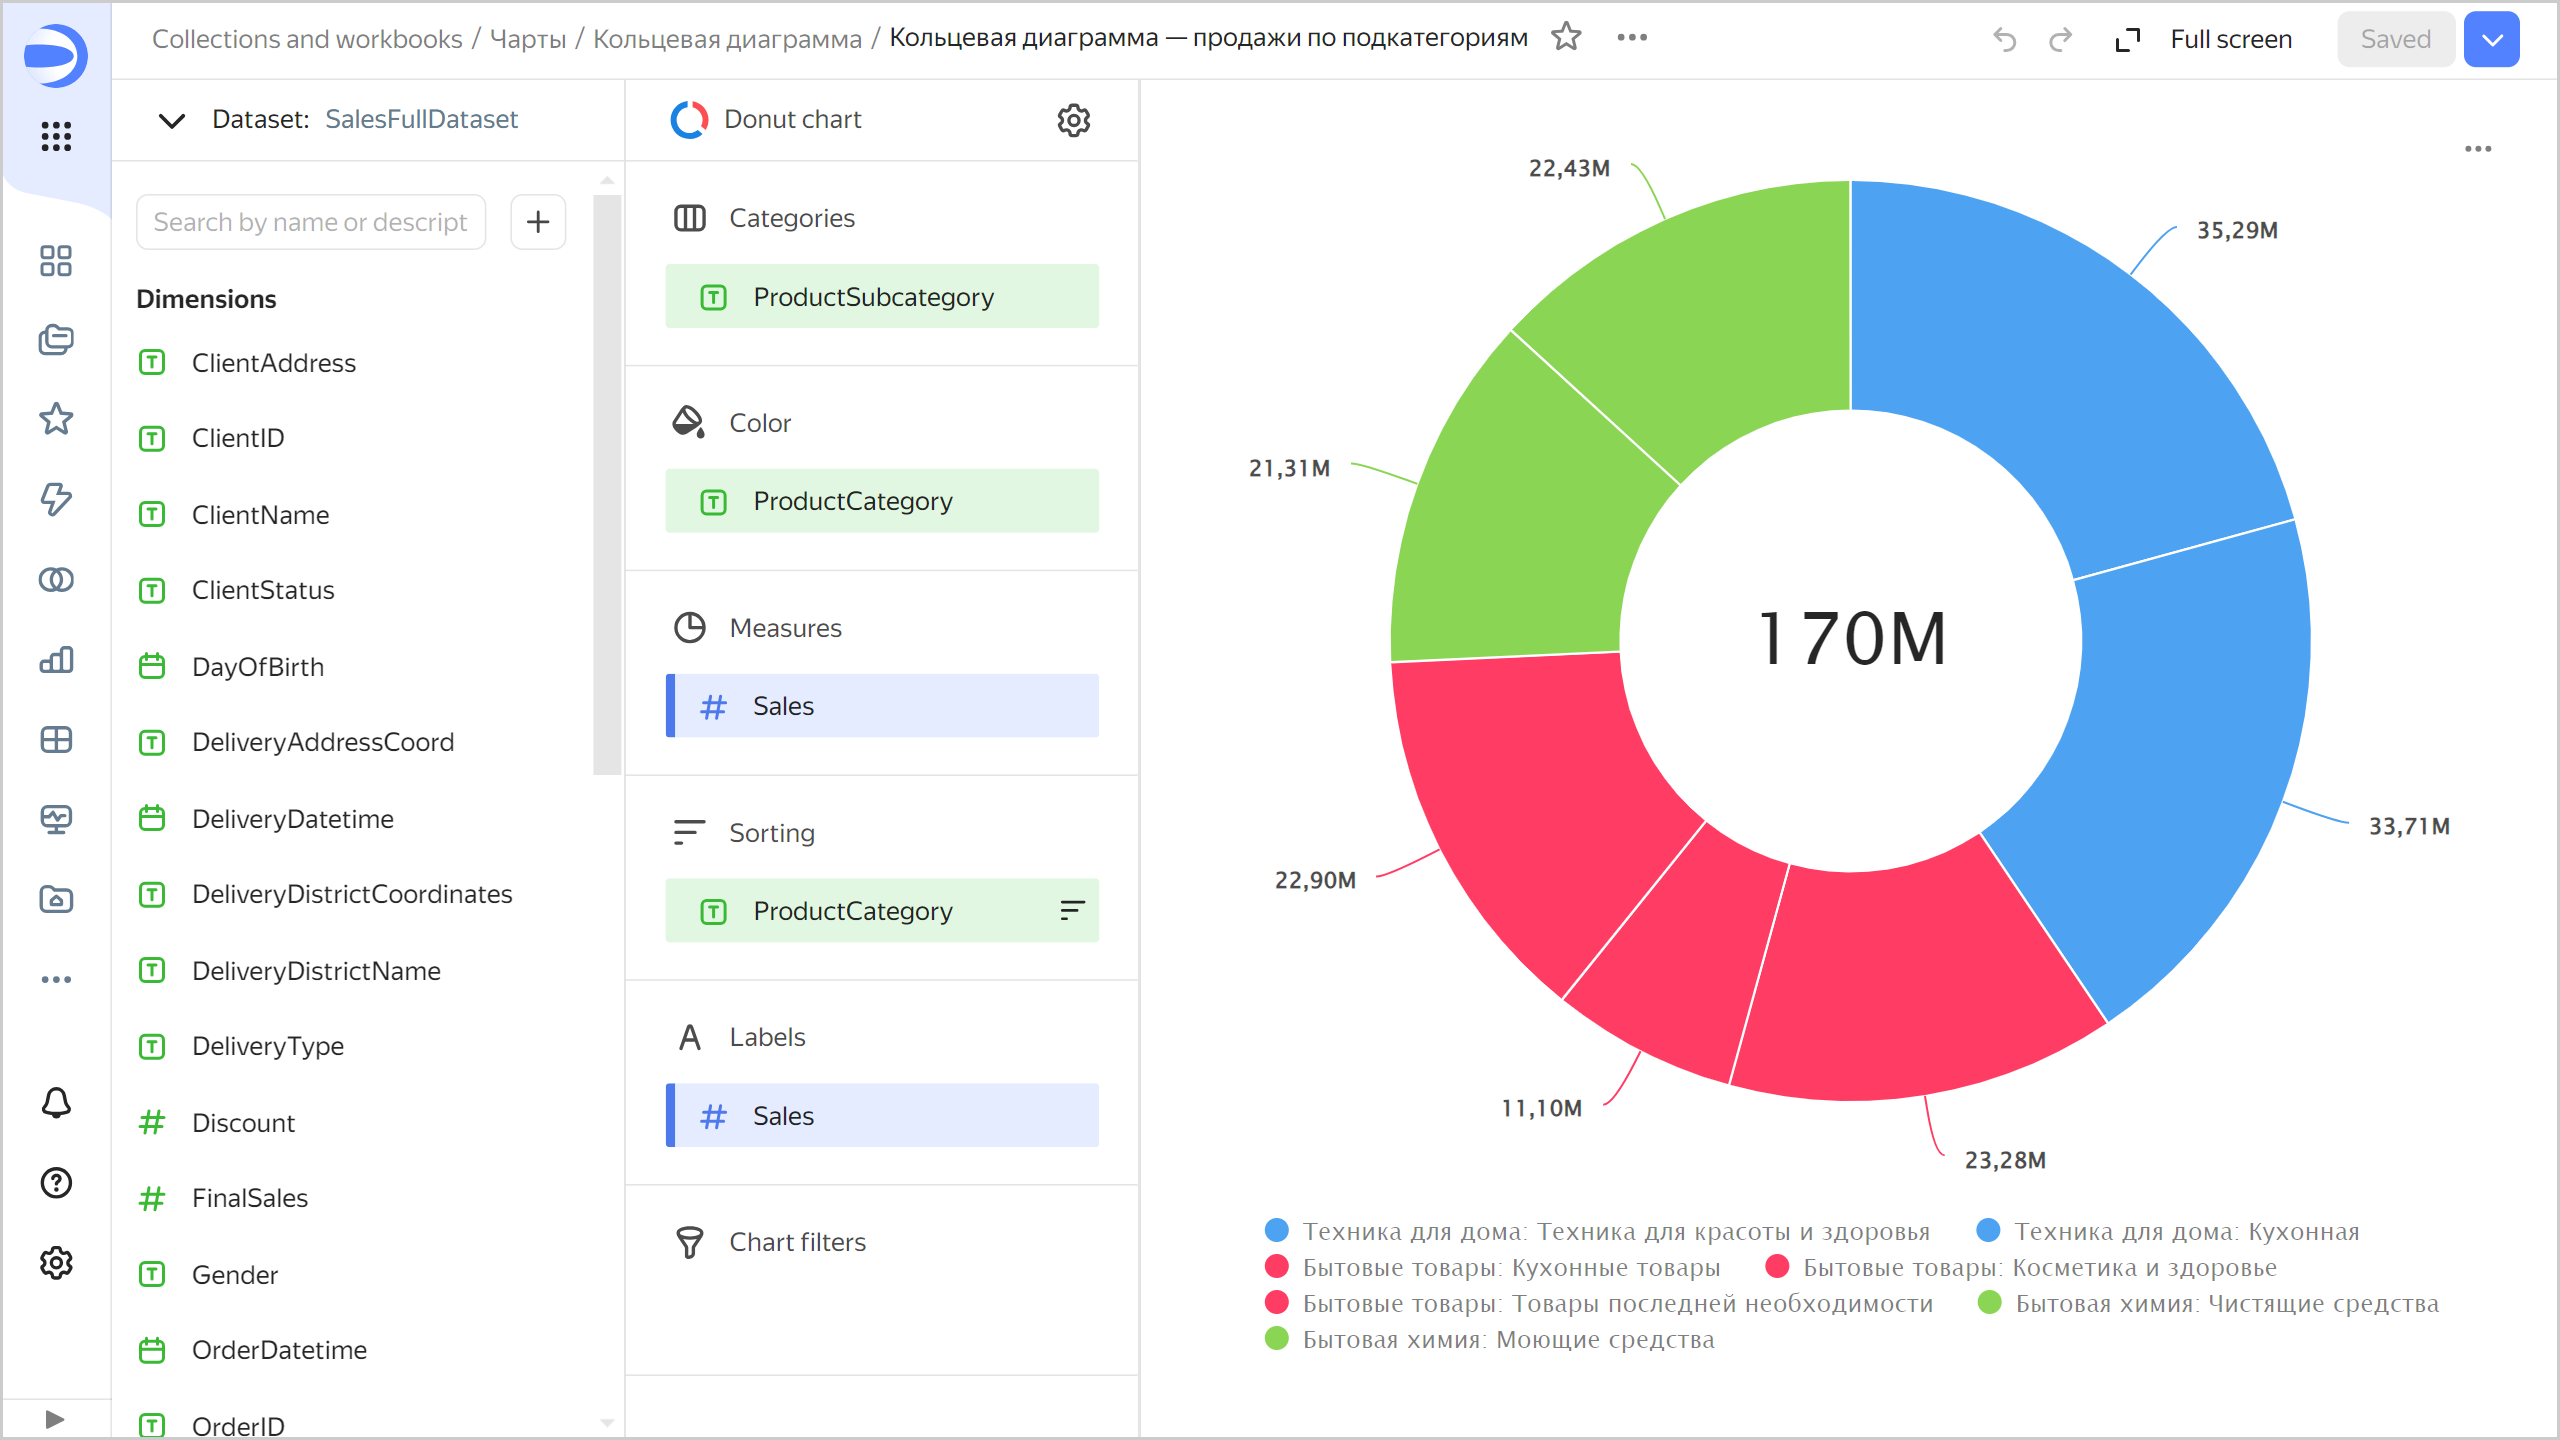 Collections and workbooks / Чарты / Кольцевая диаграмма / Кольцевая диаграмма — продажи по подкатегориям
Full screen
Saved
Dataset: SalesFullDataset
Search by name or descript
Dimensions
ClientAddress
ClientID
ClientName
ClientStatus
DayOfBirth
DeliveryAddressCoord
DeliveryDatetime
DeliveryDistrictCoordinates
DeliveryDistrictName
DeliveryType
Discount
FinalSales
Gender
OrderDatetime
OrderID
Donut chart
Categories
ProductSubcategory
Color
ProductCategory
Measures
Sales
Sorting
ProductCategory
Labels
Sales
Chart filters
22,43M
35,29M
21,31M
170M
33,71M
22,90M
11,10M
23,28M
Техника для дома: Техника для красоты и здоровья
Техника для дома: Кухонная
Бытовые товары: Кухонные товары
Бытовые товары: Косметика и здоровье
Бытовые товары: Товары последней необходимости
Бытовая химия: Чистящие средства
Бытовая химия: Моющие средства